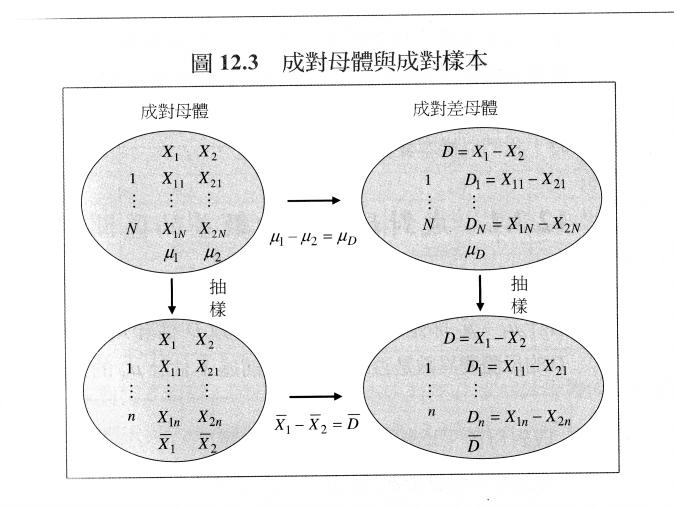 圖 12.3 成對母體與成對樣本
成對母體
X₁ X₂
1 X₁₁ X₂₁
⋮ ⋮ ⋮
N X₁N X₂N
μ₁ μ₂
μ₁ − μ₂ = μD
成對差母體
D = X₁ − X₂
1 D₁ = X₁₁ − X₂₁
⋮ ⋮
N DN = X₁N − X₂N
μD
抽
樣
抽
樣
X₁ X₂
1 X₁₁ X₂₁
⋮ ⋮ ⋮
n X₁n X₂n
X̅₁ X̅₂
X̅₁ − X̅₂ = D̅
D = X₁ − X₂
1 D₁ = X₁₁ − X₂₁
⋮ ⋮
n Dn = X₁n − X₂n
D̅